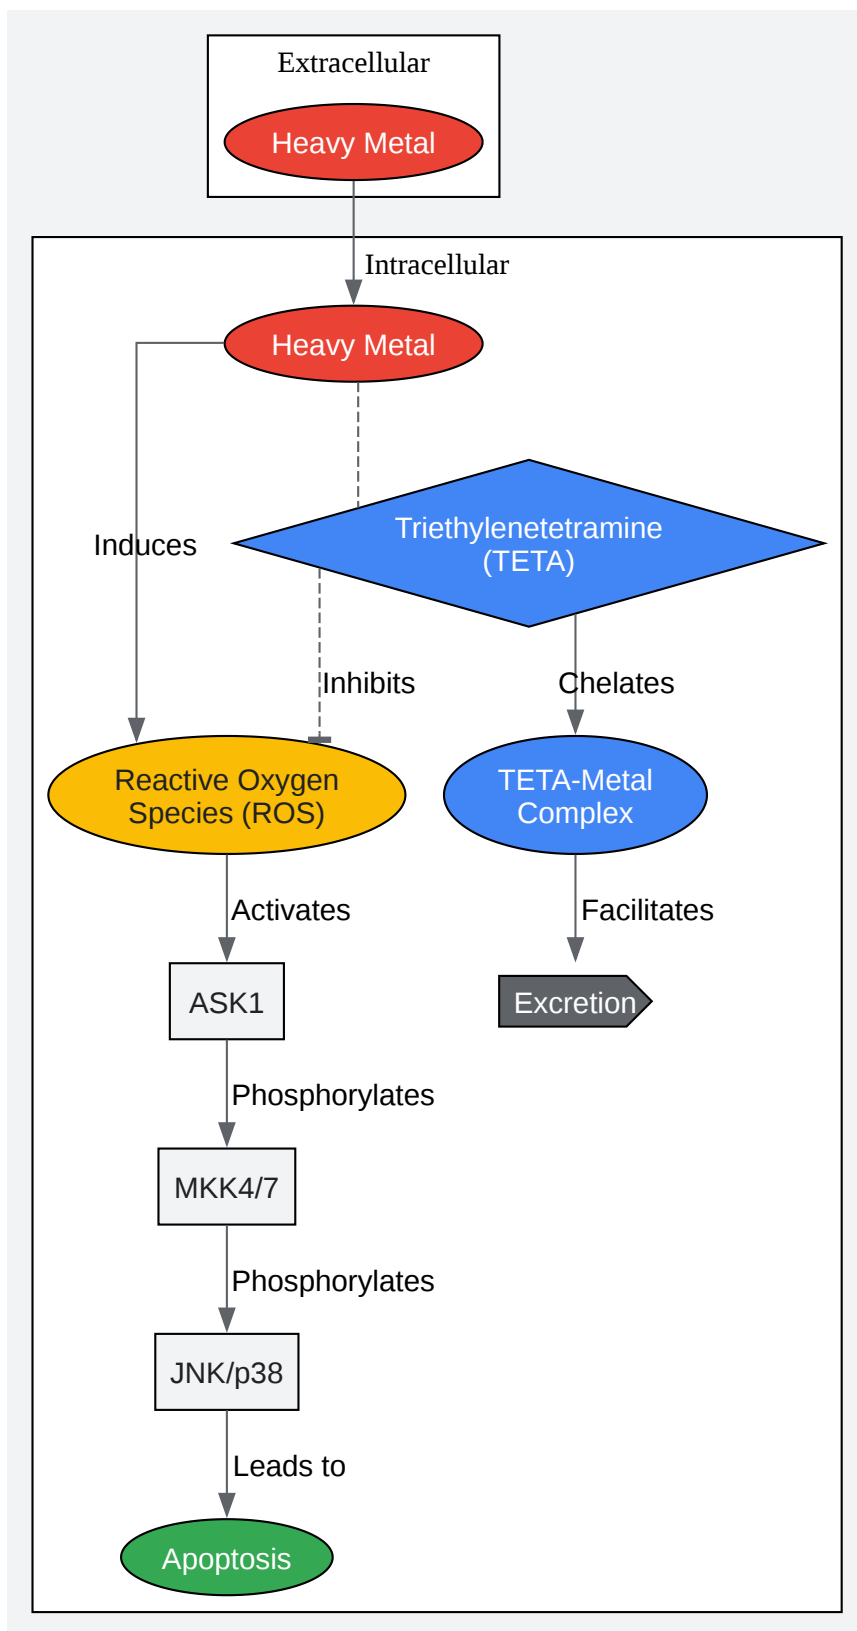 Extracellular
Heavy Metal
Intracellular
Heavy Metal
Triethylenetetramine
(TETA)
Induces
Inhibits
Chelates
Reactive Oxygen
Species (ROS)
TETA-Metal
Complex
Activates
Facilitates
ASK1
Excretion
Phosphorylates
MKK4/7
Phosphorylates
JNK/p38
Leads to
Apoptosis